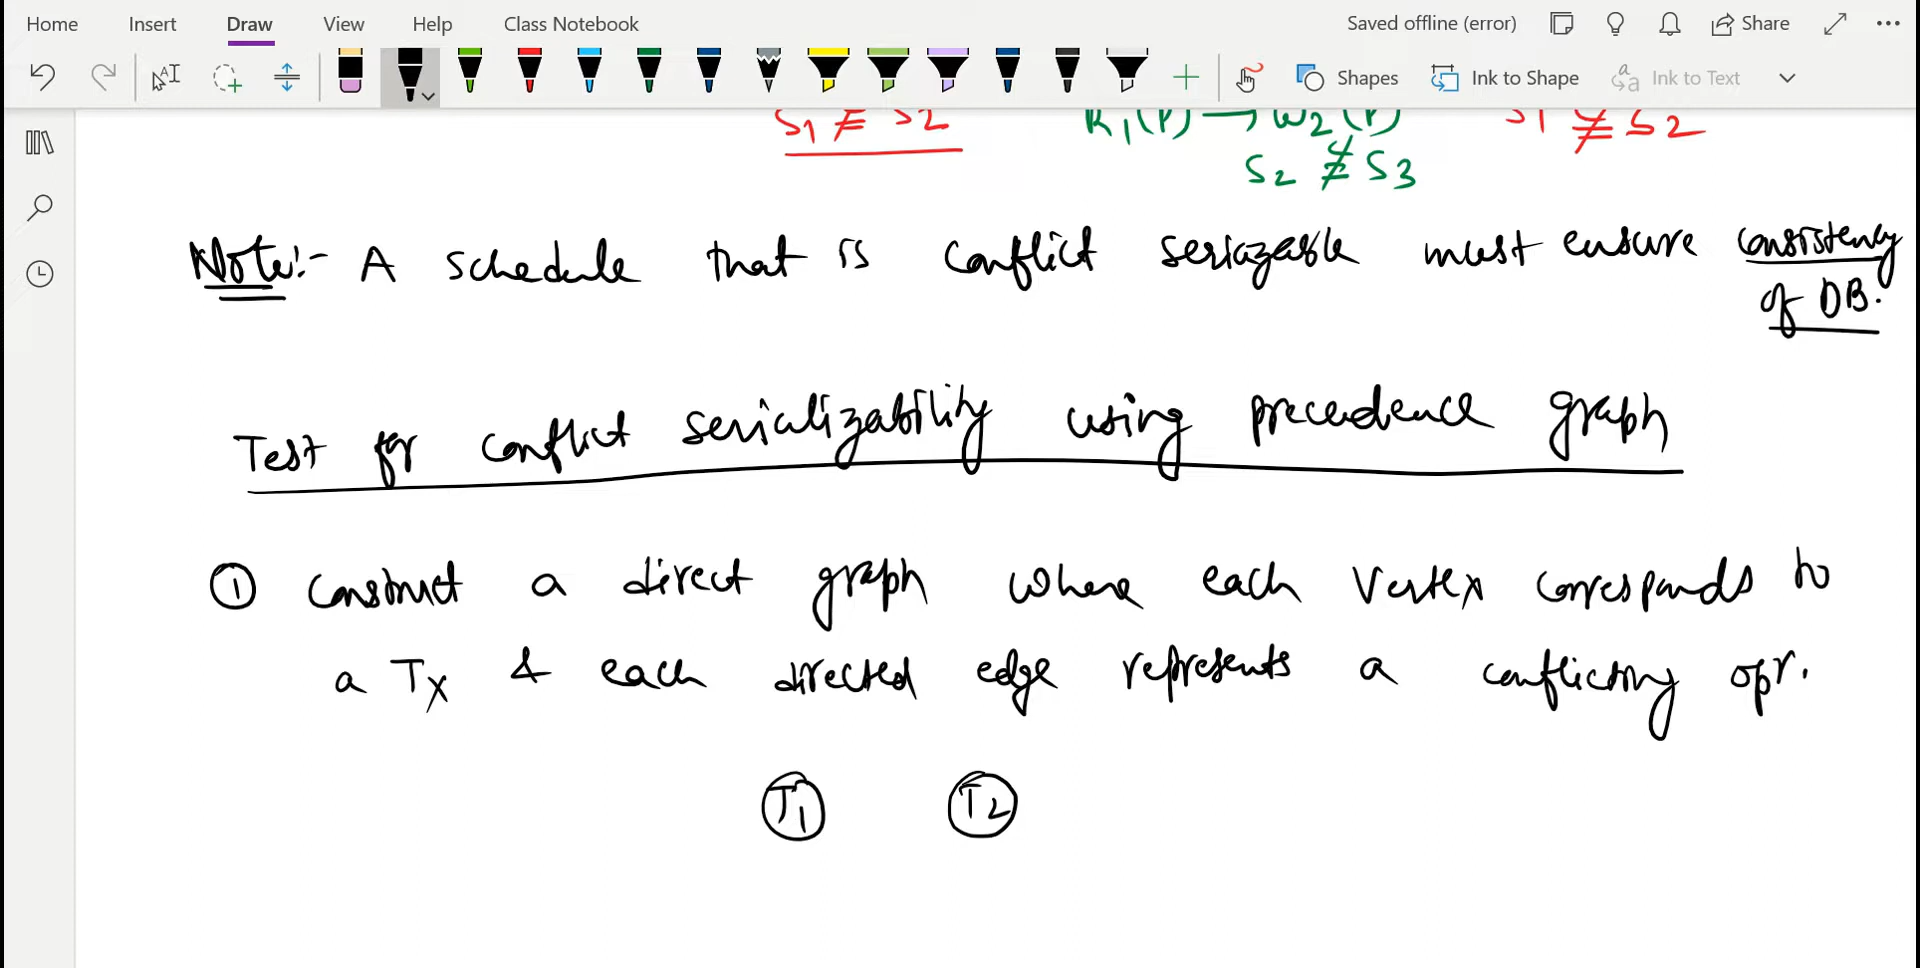 Home Insert Draw View Help Class Notebook Saved offline (error) Share
Shapes Ink to Shape Ink to Text
S1 ≢ S2 R1(P) → W2(P) S1 ≢ S2
S2 ≢ S3
Note:- A schedule that is conflict seriazable must ensure consistency
of DB.
Test for conflict serializability using precedence graph
① construct a direct graph where each vertex corresponds to
a Tx & each directed edge represents a conflicting opr.
T1 T2